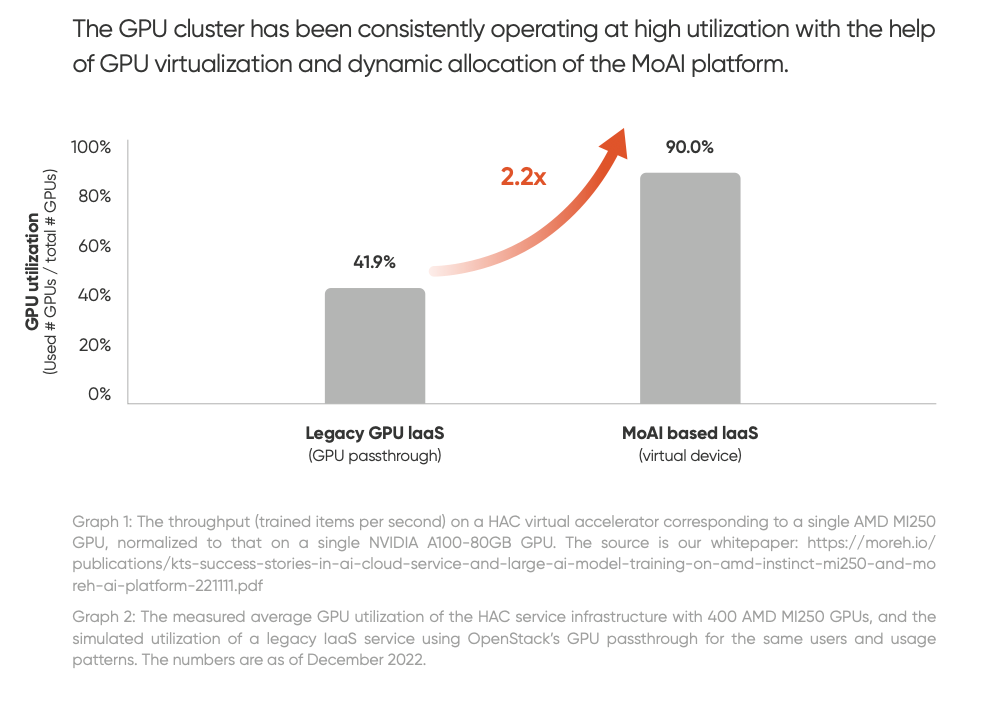 The GPU cluster has been consistently operating at high utilization with the help
of GPU virtualization and dynamic allocation of the MoAI platform.
100%
80%
60%
40%
20%
0%
GPU utilization
(Used # GPUs / total # GPUs)
41.9%
2.2x
90.0%
Legacy GPU IaaS
(GPU passthrough)
MoAI based IaaS
(virtual device)
Graph 1: The throughput (trained items per second) on a HAC virtual accelerator corresponding to a single AMD MI250
GPU, normalized to that on a single NVIDIA A100-80GB GPU. The source is our whitepaper: https://moreh.io/
publications/kts-success-stories-in-ai-cloud-service-and-large-ai-model-training-on-amd-instinct-mi250-and-mo
reh-ai-platform-221111.pdf
Graph 2: The measured average GPU utilization of the HAC service infrastructure with 400 AMD MI250 GPUs, and the
simulated utilization of a legacy IaaS service using OpenStack's GPU passthrough for the same users and usage
patterns. The numbers are as of December 2022.